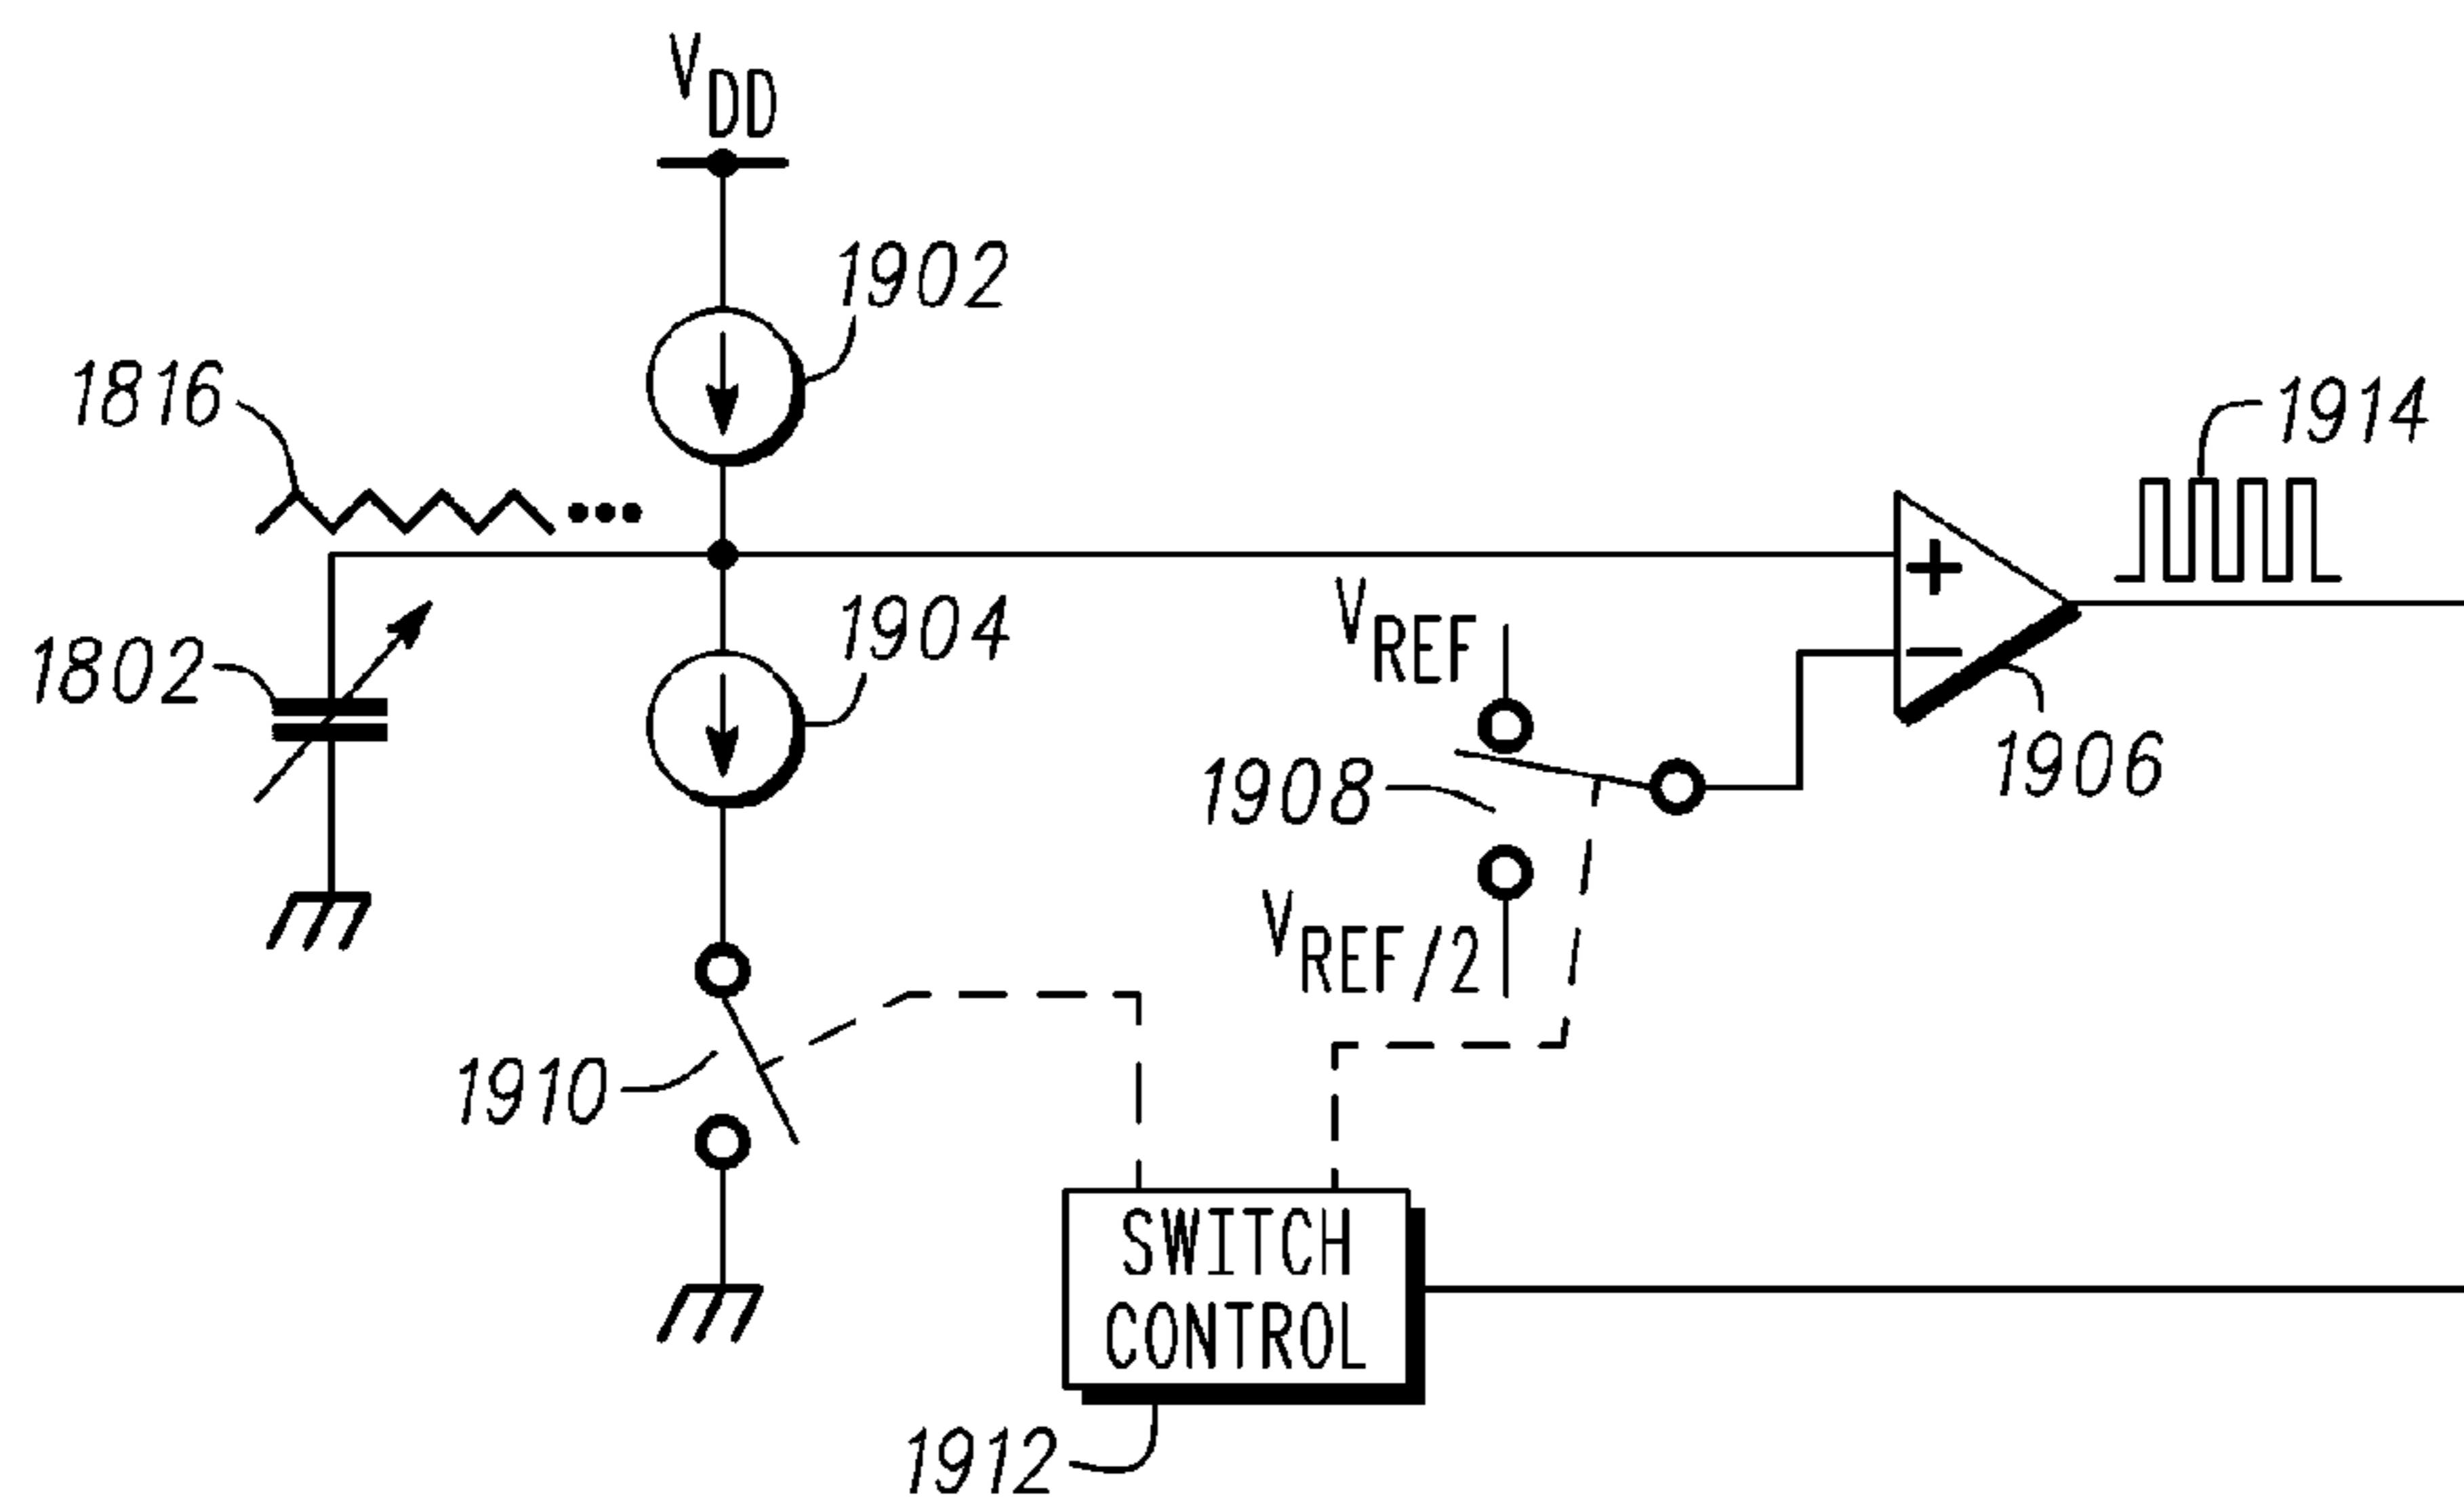 VDD
1902
1816
1914
1904
VREF
1802
1908
1906
VREF/2
1910
SWITCH
CONTROL
1912